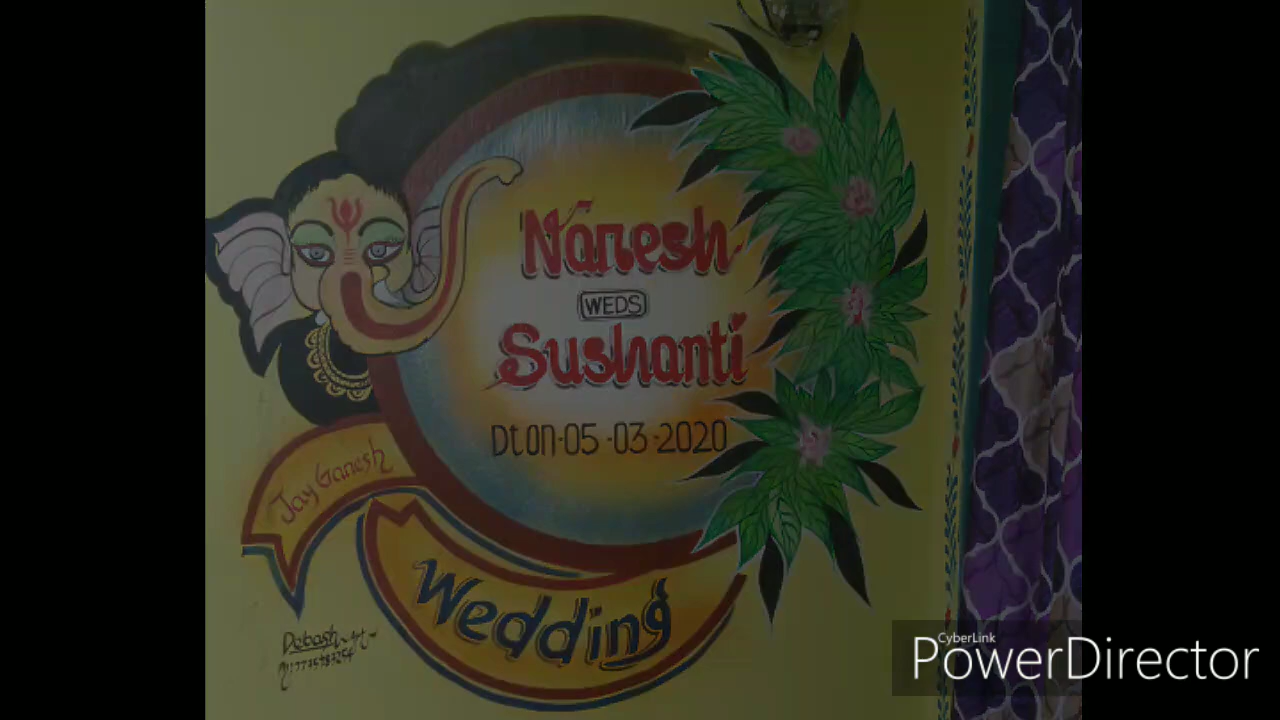 Naresh
WEDS
Sushanti
Dt.on-05-03-2020
Jay Ganesh
Wedding
CyberLink
PowerDirector